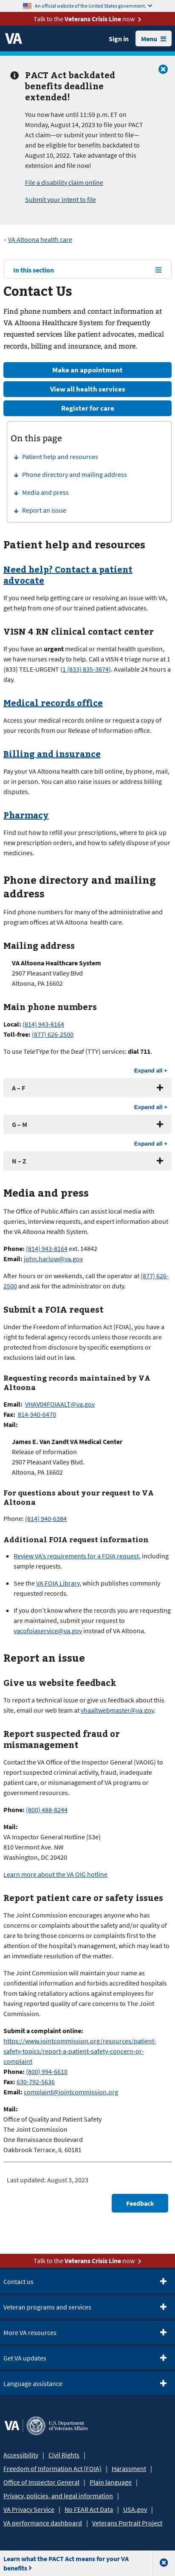 An official website of the United States government.
Talk to the Veterans Crisis Line now
VA
Sign in
Menu
PACT Act backdated
benefits deadline
extended!
You now have until 11:59 p.m. ET on
Monday, August 14, 2023 to file your PACT
Act claim—or submit your intent to file—
and be eligible for benefits backdated to
August 10, 2022. Take advantage of this
extension and file now!
File a disability claim online
Submit your intent to file
VA Altoona health care
In this section
Contact Us
Find phone numbers and contact information at
VA Altoona Healthcare System for frequently
requested services like patient advocates, medical
records, billing and insurance, and more.
Make an appointment
View all health services
Register for care
On this page
Patient help and resources
Phone directory and mailing address
Media and press
Report an issue
Patient help and resources
Need help? Contact a patient
advocate
If you need help getting care or resolving an issue with care,
get help from one of our trained patient advocates.
VISN 4 RN clinical contact center
If you have an urgent medical or mental health question,
we have nurses ready to help. Call a VISN 4 triage nurse at 1
(833) TELE-URGENT (1 (833) 835-3874). Available 24 hours a
day.
Medical records office
Access your medical records online or request a copy of
your records from our Release of Information office.
Billing and insurance
Pay your VA Altoona health care bill online, by phone, mail,
or in person. You can also raise issues or address billing
disputes.
Pharmacy
Find out how to refill your prescriptions, pick up a new
prescription, know what to do about old prescriptions, and
more.
Phone directory and mailing
address
Find phone numbers for many of the administrative and
program offices at VA Altoona health care.
Mailing address
VA Altoona Healthcare System
2907 Pleasant Valley Blvd
Altoona, PA 16602
Main phone numbers
Local: (814) 943-8164
Toll-free: (877) 626-2500
To use TeleTYpe for the Deaf (TTY) services: dial 711.
Expand all +
A – F
Expand all +
G – M
Expand all +
N – Z
Media and press
The Office of Public Affairs can assist local media with
stories, interview requests, and expert information about
the VA Altoona Health System.
Phone: (814) 943-8164 ext. 14842
Email: john.harlow@va.gov
After hours or on weekends, call the operator at (877) 626-
2500 and ask for the administrator on duty.
Submit a FOIA request
Under the Freedom of Information Act (FOIA), you have a
right to access federal agency records unless such records
are protected from disclosure by certain exemptions or
exclusions laid out in law.
Requesting records maintained by VA
Altoona
Email: VHAV04FOIAALT@va.gov
Fax: 814-940-6470
Mail:
James E. Van Zandt VA Medical Center
Release of Information
2907 Pleasant Valley Blvd.
Altoona, PA 16602
For questions about your request to VA
Altoona
Phone: (814) 940-6384
Additional FOIA request information
Review VA's requirements for a FOIA request, including
sample requests.
See the VA FOIA Library, which publishes commonly
requested records.
If you don't know where the records you are requesting
are maintained you may submit a request to
vacofoiaservice@va.gov instead of VA Altoona.
Report an issue
Give us website feedback
To report a technical issue or give us feedback about this
site, email our web team at vhaaltwebmaster@va.gov.
Report suspected fraud or
mismanagement
Contact the VA Office of the Inspector General (VAOIG) to
report suspected criminal activity, fraud, inadequate
patient care, or mismanagement of VA programs or
government resources.
Phone: (800) 488-8244
Mail:
VA Inspector General Hotline (53e)
810 Vermont Ave. NW
Washington, DC 20420
Learn more about the VA OIG hotline
Report patient care or safety issues
The Joint Commission encourages anyone who has
concerns about the safety and/or quality of care to bring
those concerns to the attention of the healthcare
organization first, which may lead to a more immediate
resolution of the matter.
The Joint Commission will maintain your name as
confidential information and forbids accredited hospitals
from taking retaliatory actions against employees for
having reported quality of care concerns to The Joint
Commission.
Submit a complaint online:
https://www.jointcommission.org/resources/patient-
safety-topics/report-a-patient-safety-concern-or-
complaint
Phone: (800) 994-6610
Fax: 630-792-5636
Email: complaint@jointcommission.org
Mail:
Office of Quality and Patient Safety
The Joint Commission
One Renaissance Boulevard
Oakbrook Terrace, IL 60181
Last updated: August 3, 2023
Feedback
Talk to the Veterans Crisis Line now
Contact us
Veteran programs and services
More VA resources
Get VA updates
Language assistance
VA | U.S. Department of Veterans Affairs
Accessibility | Civil Rights |
Freedom of Information Act (FOIA) | Harassment |
Office of Inspector General | Plain language |
Privacy, policies, and legal information |
VA Privacy Service | No FEAR Act Data | USA.gov |
VA performance dashboard | Veterans Portrait Project
Learn what the PACT Act means for your VA
benefits